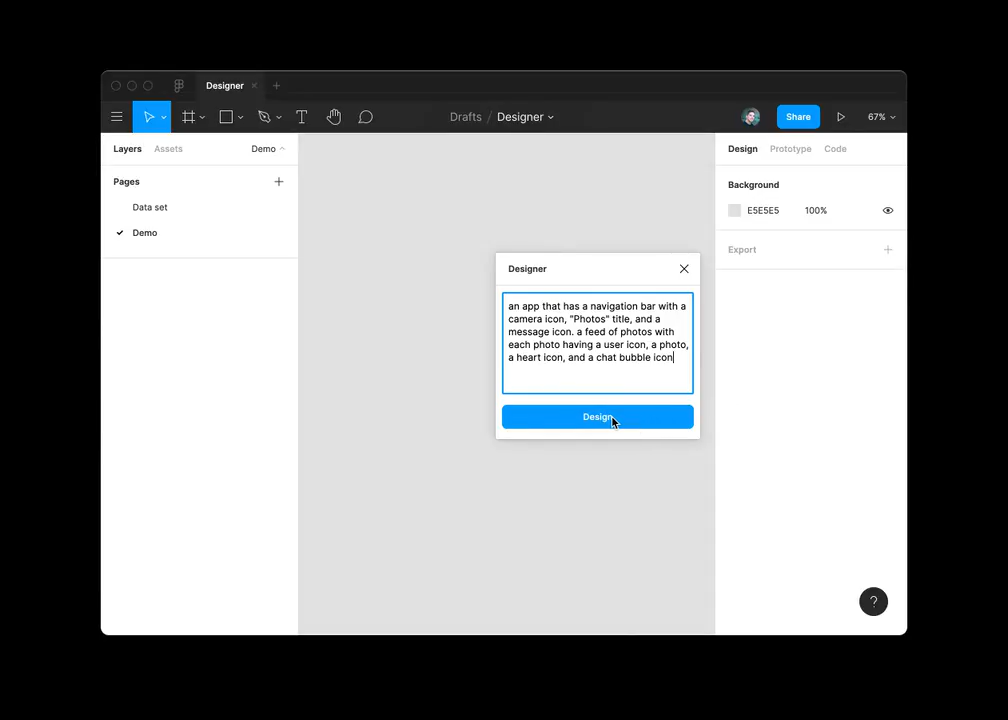 Designer
Drafts / Designer
Share
67%
Layers
Assets
Demo
Pages
Data set
Demo
Designer
an app that has a navigation bar with a
camera icon, "Photos" title, and a
message icon. a feed of photos with
each photo having a user icon, a photo,
a heart icon, and a chat bubble icon
Design
Design
Prototype
Code
Background
E5E5E5
100%
Export
?